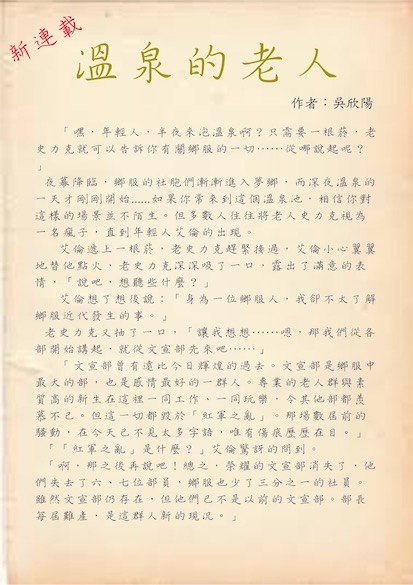 新連載
溫泉的老人
作者：吳欣陽
「嘿，年輕人，半夜來泡溫泉啊？只需要一根菸，老
史力克就可以告訴你有關鄉服的一切⋯⋯從哪說起呢？
」
夜幕降臨，鄉服的社胞們漸漸進入夢鄉，而深夜溫泉的
一天才剛剛開始......如果你常來到這個溫泉池，相信你對
這樣的場景並不陌生。但多數人往往將老人史力克視為
一名瘋子，直到年輕人艾倫的出現。
艾倫遞上一根菸，老史力克趕緊接過，艾倫小心翼翼
地替他點火，老史力克深深吸了一口，露出了滿意的表
情，「說吧，想聽些什麼？」
艾倫想了想後說：「身為一位鄉服人，我卻不太了解
鄉服近代發生的事。」
老史力克又抽了一口，「讓我想想⋯⋯嗯，那我們從各
部開始講起，就從文宣部先來吧⋯⋯」
「文宣部曾有遠比今日輝煌的過去。文宣部是鄉服中
最大的部，也是感情最好的一群人。專業的老人群與素
質高的新生在這裡一同工作、一同玩樂，令其他部都羨
慕不已。但這一切都毀於「紅軍之亂」。那場數屆前的
騷動，在今天已不見太多字語，唯有傷痕歷歷在目。」
「「紅軍之亂」是什麼？」艾倫驚訝的問到。
「啊，那之後再說吧！總之，榮耀的文宣部消失了，他
們失去了六、七位部員，鄉服也少了三分之一的社員。
雖然文宣部仍存在，但他們已不是以前的文宣部。部長
每屆難產，是這群人新的現況。」